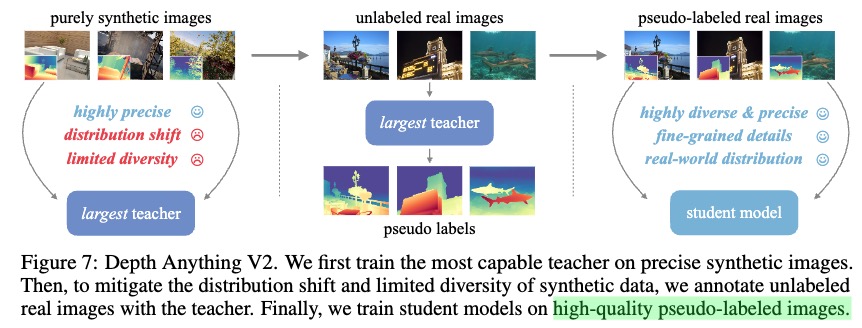 purely synthetic images
unlabeled real images
pseudo-labeled real images
highly precise
distribution shift
limited diversity
largest teacher
largest teacher
pseudo labels
highly diverse & precise
fine-grained details
real-world distribution
student model
Figure 7: Depth Anything V2. We first train the most capable teacher on precise synthetic images.
Then, to mitigate the distribution shift and limited diversity of synthetic data, we annotate unlabeled
real images with the teacher. Finally, we train student models on high-quality pseudo-labeled images.